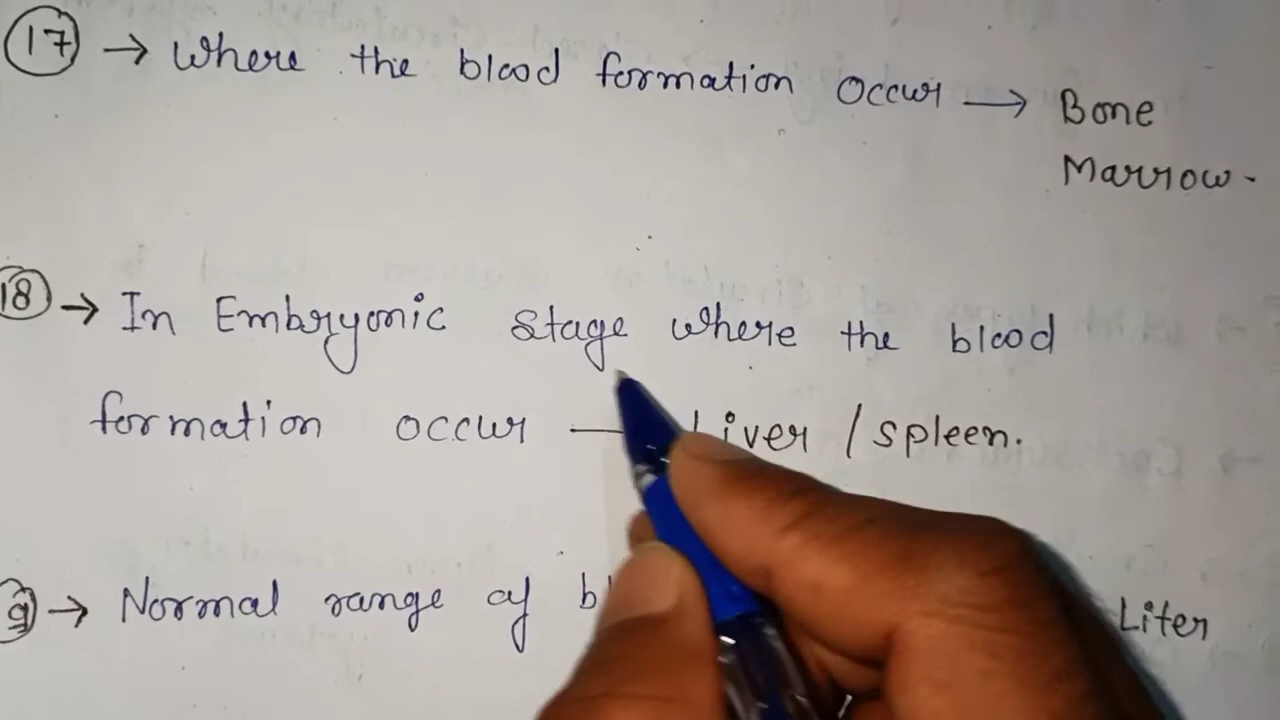 17 → Where the blood formation occur → Bone
Marrow.
18 → In Embryonic stage where the blood
formation occur — Liver / spleen.
→ Normal range of Liter